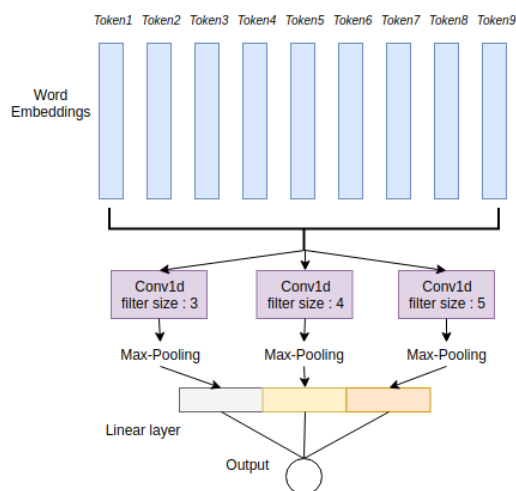 Token1 Token2 Token3 Token4 Token5 Token6 Token7 Token8 Token9
Word
Embeddings
Conv1d
filter size : 3
Conv1d
filter size : 4
Conv1d
filter size : 5
Max-Pooling Max-Pooling Max-Pooling
Linear layer
Output